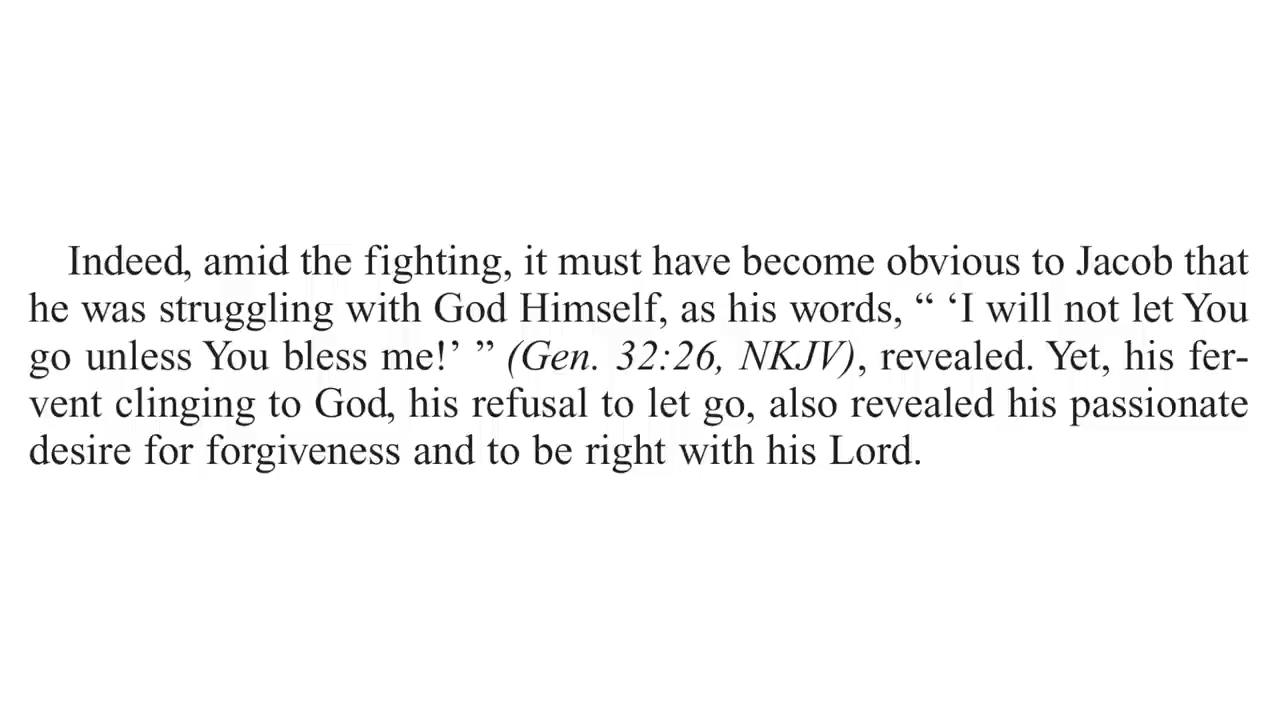 Indeed, amid the fighting, it must have become obvious to Jacob that
he was struggling with God Himself, as his words, “ ‘I will not let You
go unless You bless me!’ ” (Gen. 32:26, NKJV), revealed. Yet, his fer-
vent clinging to God, his refusal to let go, also revealed his passionate
desire for forgiveness and to be right with his Lord.